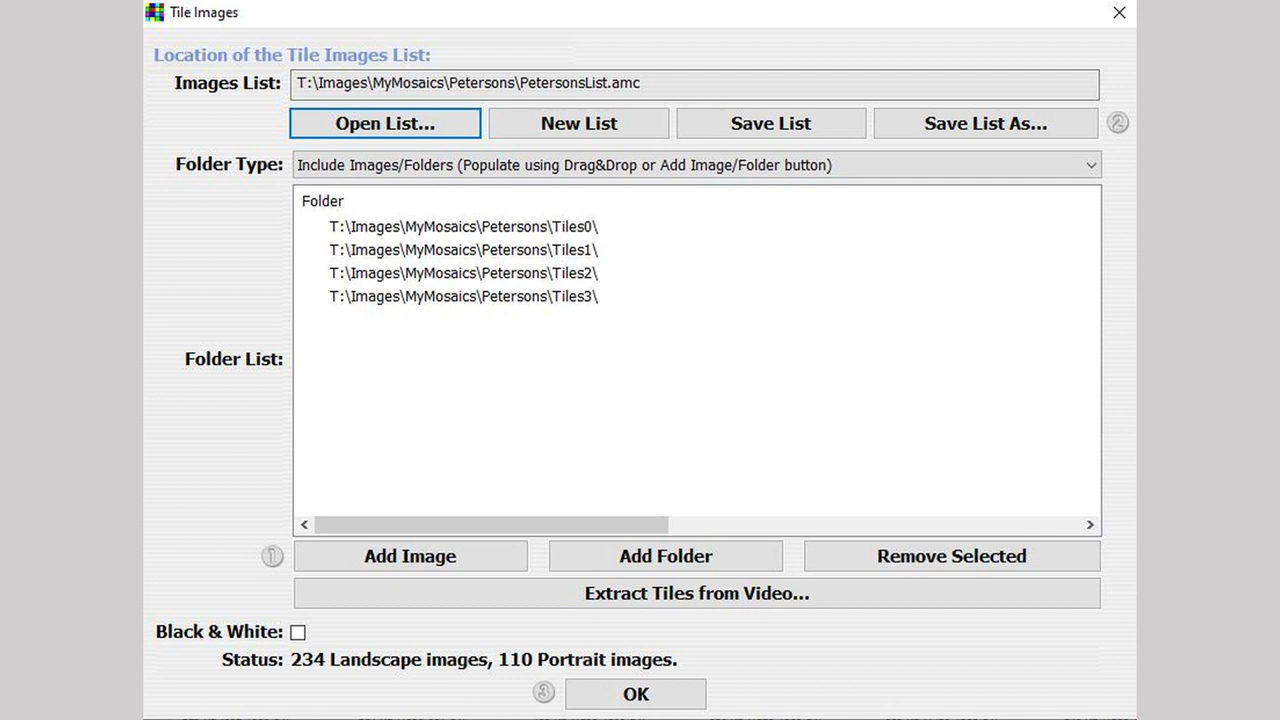 Tile Images
Location of the Tile Images List:
Images List: T:\Images\MyMosaics\Petersons\PetersonsList.amc
Open List... New List Save List Save List As... 2
Folder Type: Include Images/Folders (Populate using Drag&Drop or Add Image/Folder button)
Folder
T:\Images\MyMosaics\Petersons\Tiles0\
T:\Images\MyMosaics\Petersons\Tiles1\
T:\Images\MyMosaics\Petersons\Tiles2\
T:\Images\MyMosaics\Petersons\Tiles3\
Folder List:
1 Add Image Add Folder Remove Selected
Extract Tiles from Video...
Black & White:
Status: 234 Landscape images, 110 Portrait images.
3 OK